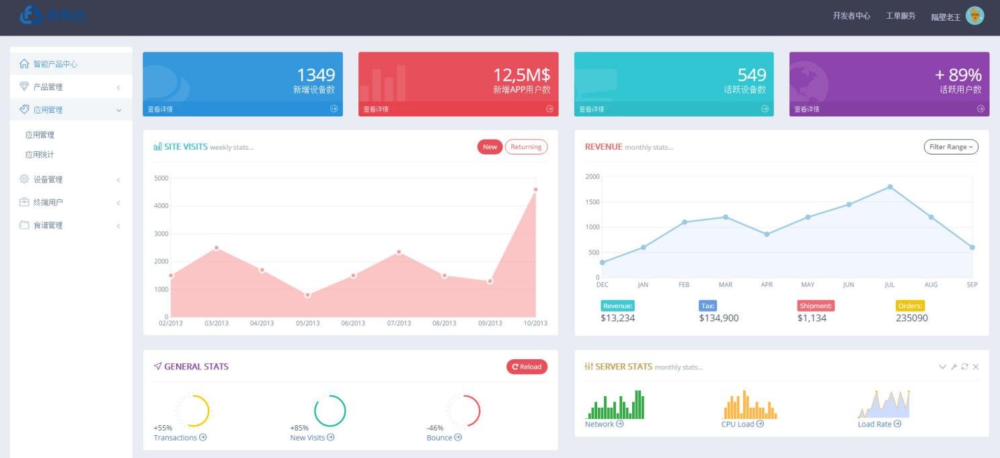 庆科云
开发者中心 工单服务 隔壁老王
智能产品中心
产品管理
应用管理
应用管理
应用统计
设备管理
终端用户
食谱管理
1349
新增设备数
查看详情
12,5M$
新增APP用户数
查看详情
549
活跃设备数
查看详情
+ 89%
活跃用户数
查看详情
SITE VISITS weekly stats...
New Returning
5000
4000
3000
2000
1000
0
02/2013 03/2013 04/2013 05/2013 06/2013 07/2013 08/2013 09/2013 10/2013
REVENUE monthly stats...
Filter Range
2000
1500
1000
500
0
DEC JAN FEB MAR APR MAY JUN JUL AUG SEP
Revenue: Tax: Shipment: Orders:
$13,234 $134,900 $1,134 235090
GENERAL STATS
Reload
+55% +85% -46%
Transactions New Visits Bounce
SERVER STATS monthly stats...
Network CPU Load Load Rate